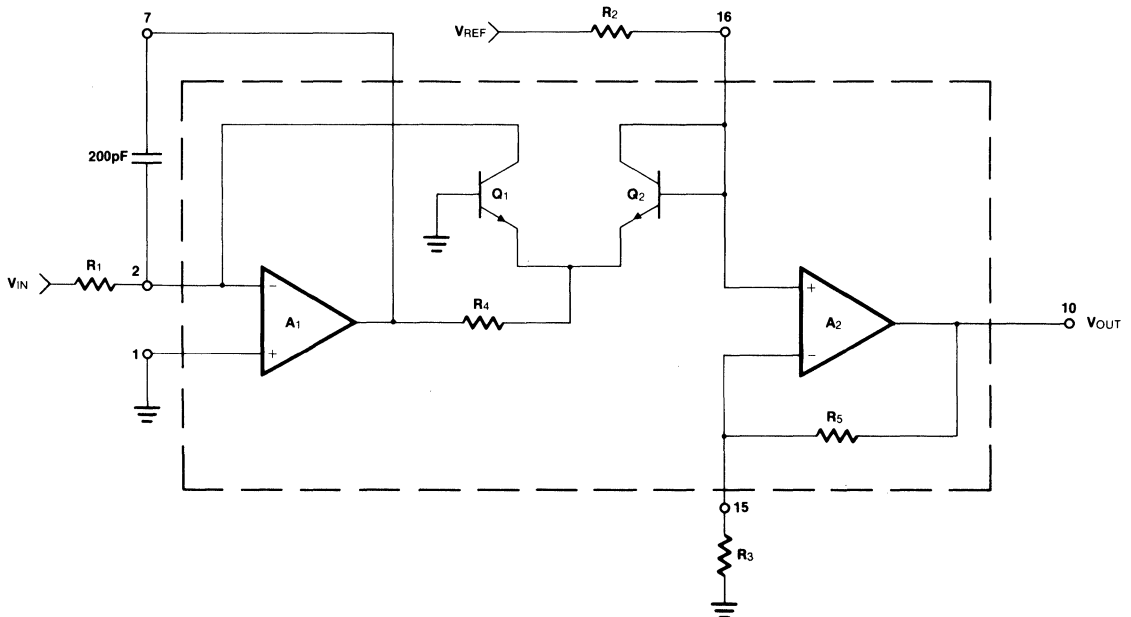 7
VREF
R2
16
200pF
Q1
Q2
VIN
R1
2
−
A1
+
1
R4
+
A2
−
10
VOUT
R5
15
R3